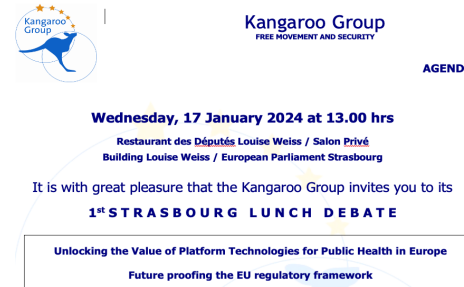 Kangaroo
Group
Kangaroo Group
FREE MOVEMENT AND SECURITY
AGEND
Wednesday, 17 January 2024 at 13.00 hrs
Restaurant des Députés Louise Weiss / Salon Privé
Building Louise Weiss / European Parliament Strasbourg
It is with great pleasure that the Kangaroo Group invites you to its
1st STRASBOURG LUNCH DEBATE
Unlocking the Value of Platform Technologies for Public Health in Europe
Future proofing the EU regulatory framework